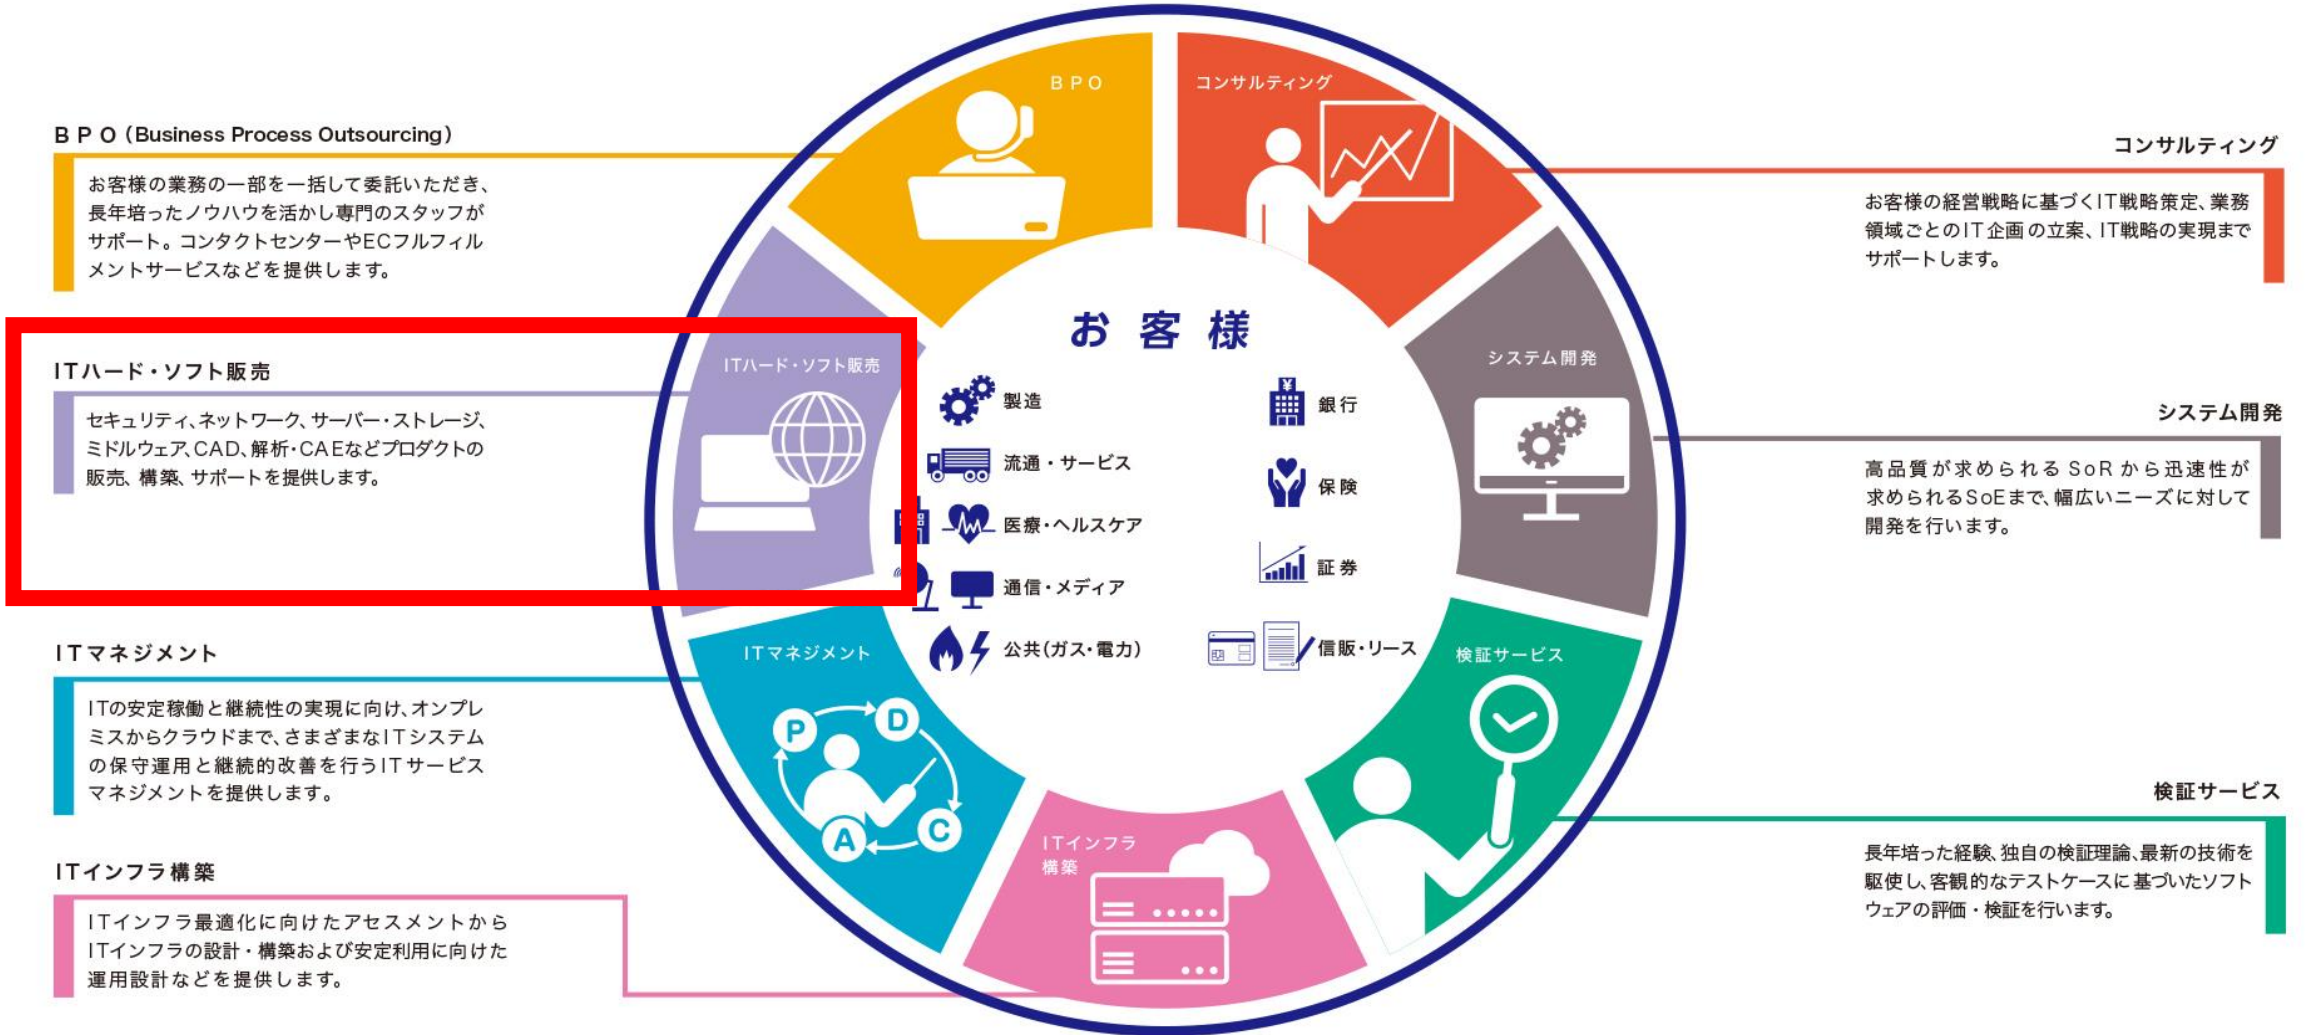 BPO（Business Process Outsourcing）
お客様の業務の一部を一括して委託いただき、
長年培ったノウハウを活かし専門のスタッフが
サポート。コンタクトセンターやECフルフィル
メントサービスなどを提供します。
ITハード・ソフト販売
セキュリティ、ネットワーク、サーバー・ストレージ、
ミドルウェア、CAD、解析・CAEなどプロダクトの
販売、構築、サポートを提供します。
ITマネジメント
ITの安定稼働と継続性の実現に向け、オンプレ
ミスからクラウドまで、さまざまなITシステム
の保守運用と継続的改善を行うITサービス
マネジメントを提供します。
ITインフラ構築
ITインフラ最適化に向けたアセスメントから
ITインフラの設計・構築および安定利用に向けた
運用設計などを提供します。
BPO
コンサルティング
ITハード・ソフト販売
システム開発
ITマネジメント
P
D
C
A
ITインフラ
構築
検証サービス
お客様
製造
流通・サービス
医療・ヘルスケア
通信・メディア
公共（ガス・電力）
¥
銀行
保険
証券
信販・リース
コンサルティング
お客様の経営戦略に基づくIT戦略策定、業務
領域ごとのIT企画の立案、IT戦略の実現まで
サポートします。
システム開発
高品質が求められるSoRから迅速性が
求められるSoEまで、幅広いニーズに対して
開発を行います。
検証サービス
長年培った経験、独自の検証理論、最新の技術を
駆使し、客観的なテストケースに基づいたソフト
ウェアの評価・検証を行います。